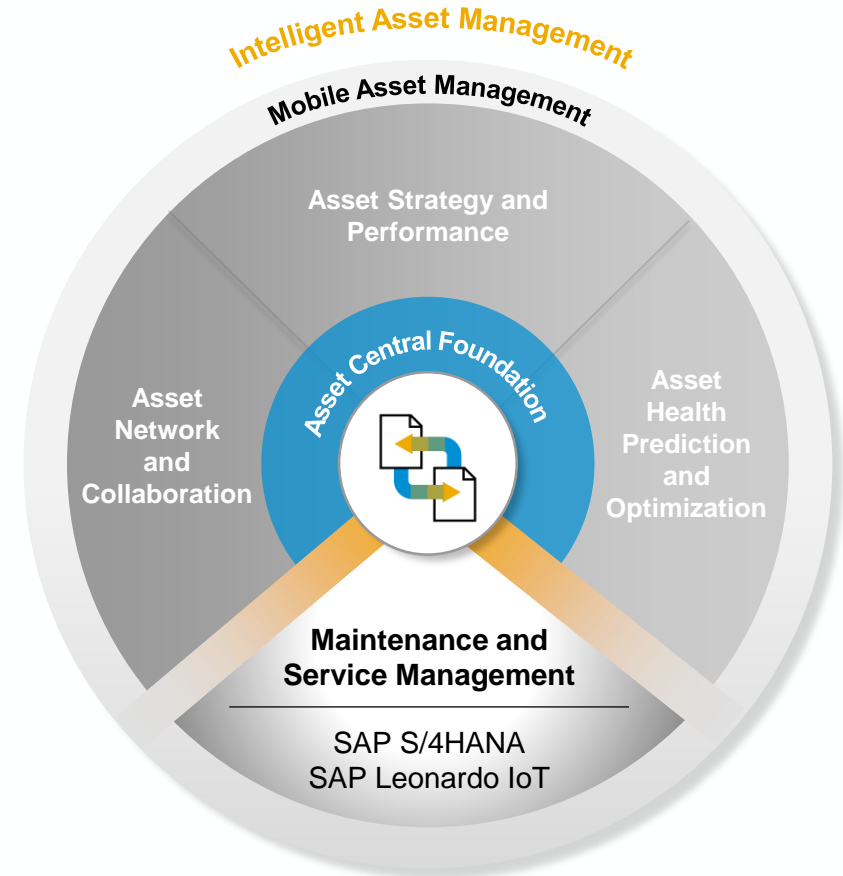 Intelligent Asset Management
Mobile Asset Management
Asset Strategy and
Performance
Asset Central Foundation
Asset
Network
and
Collaboration
Asset
Health
Prediction
and
Optimization
Maintenance and
Service Management
SAP S/4HANA
SAP Leonardo IoT